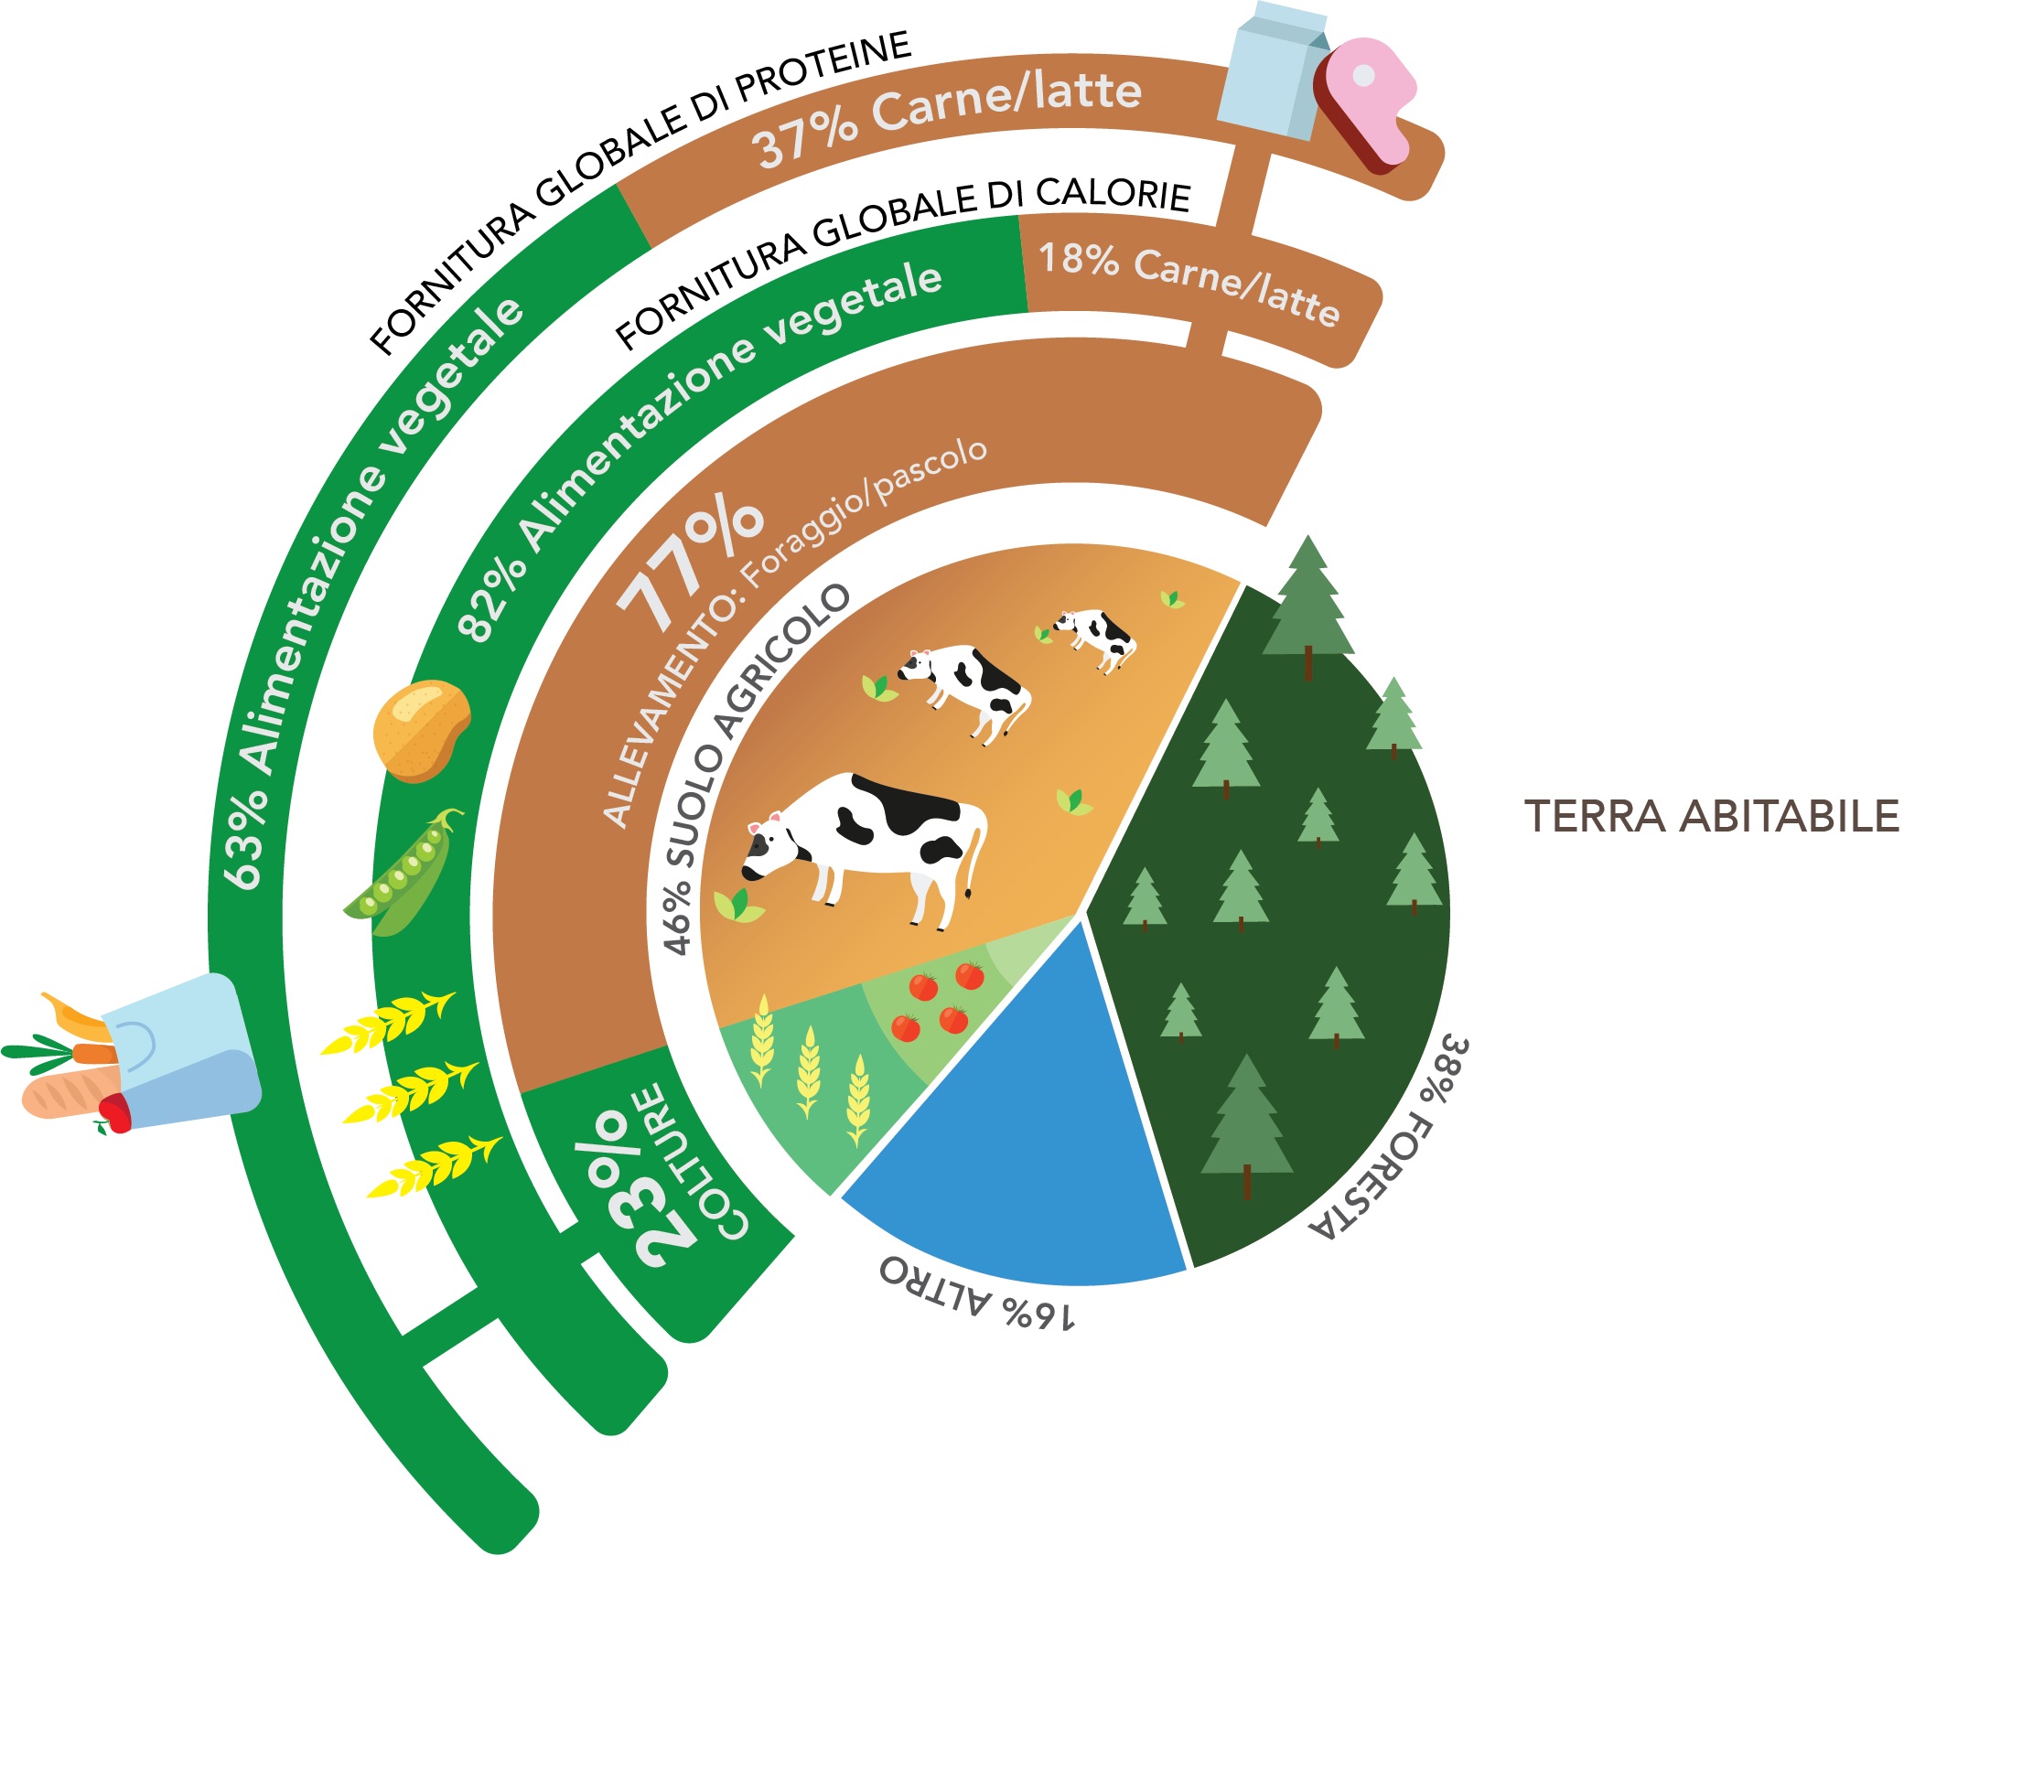 FORNITURA GLOBALE DI PROTEINE
63% Alimentazione vegetale
37% Carne/latte
FORNITURA GLOBALE DI CALORIE
82% Alimentazione vegetale
18% Carne/latte
77%
ALLEVAMENTO: Foraggio/pascolo
23%
COLTURE
46% SUOLO AGRICOLO
TERRA ABITABILE
38% FORESTA
16% ALTRO